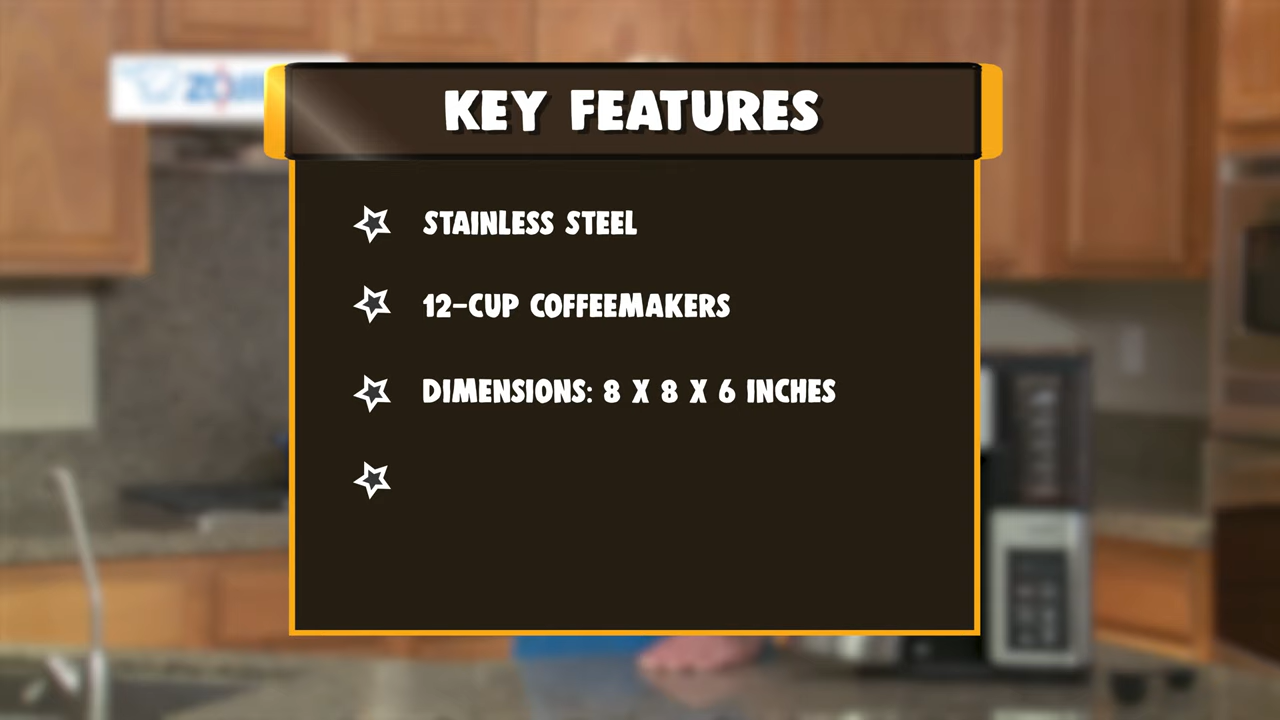 KEY FEATURES
STAINLESS STEEL
12-CUP COFFEEMAKERS
DIMENSIONS: 8 X 8 X 6 INCHES